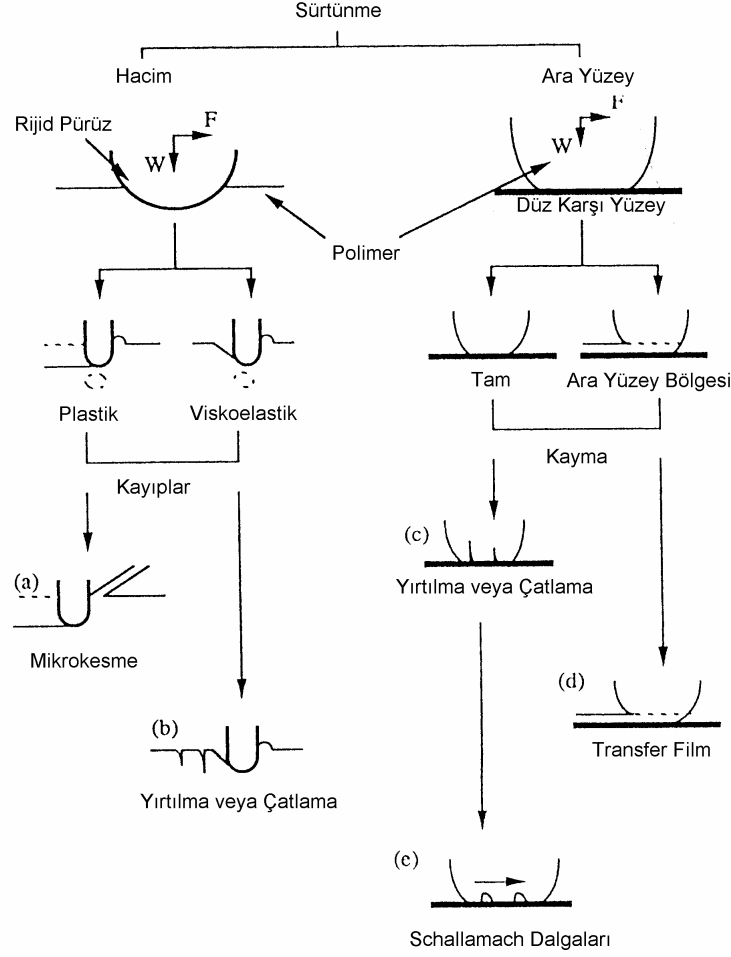 Sürtünme
Hacim
Ara Yüzey
Rijid Pürüz
F
W
F
W
Düz Karşı Yüzey
Polimer
Plastik
Viskoelastik
Tam
Ara Yüzey Bölgesi
Kayıplar
Kayma
(a)
Mikrokesme
(c)
Yırtılma veya Çatlama
(b)
Yırtılma veya Çatlama
(d)
Transfer Film
(e)
Schallamach Dalgaları